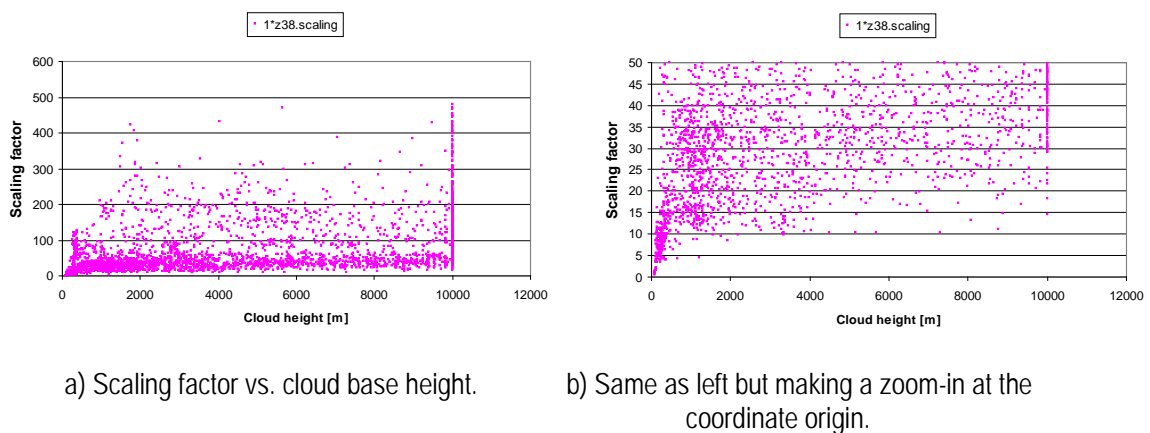 1*z38.scaling
600
500
400
300
200
100
0
Scaling factor
0 2000 4000 6000 8000 10000 12000
Cloud height [m]
a) Scaling factor vs. cloud base height.
1*z38.scaling
50
45
40
35
30
25
20
15
10
5
0
Scaling factor
0 2000 4000 6000 8000 10000 12000
Cloud height [m]
b) Same as left but making a zoom-in at the
coordinate origin.